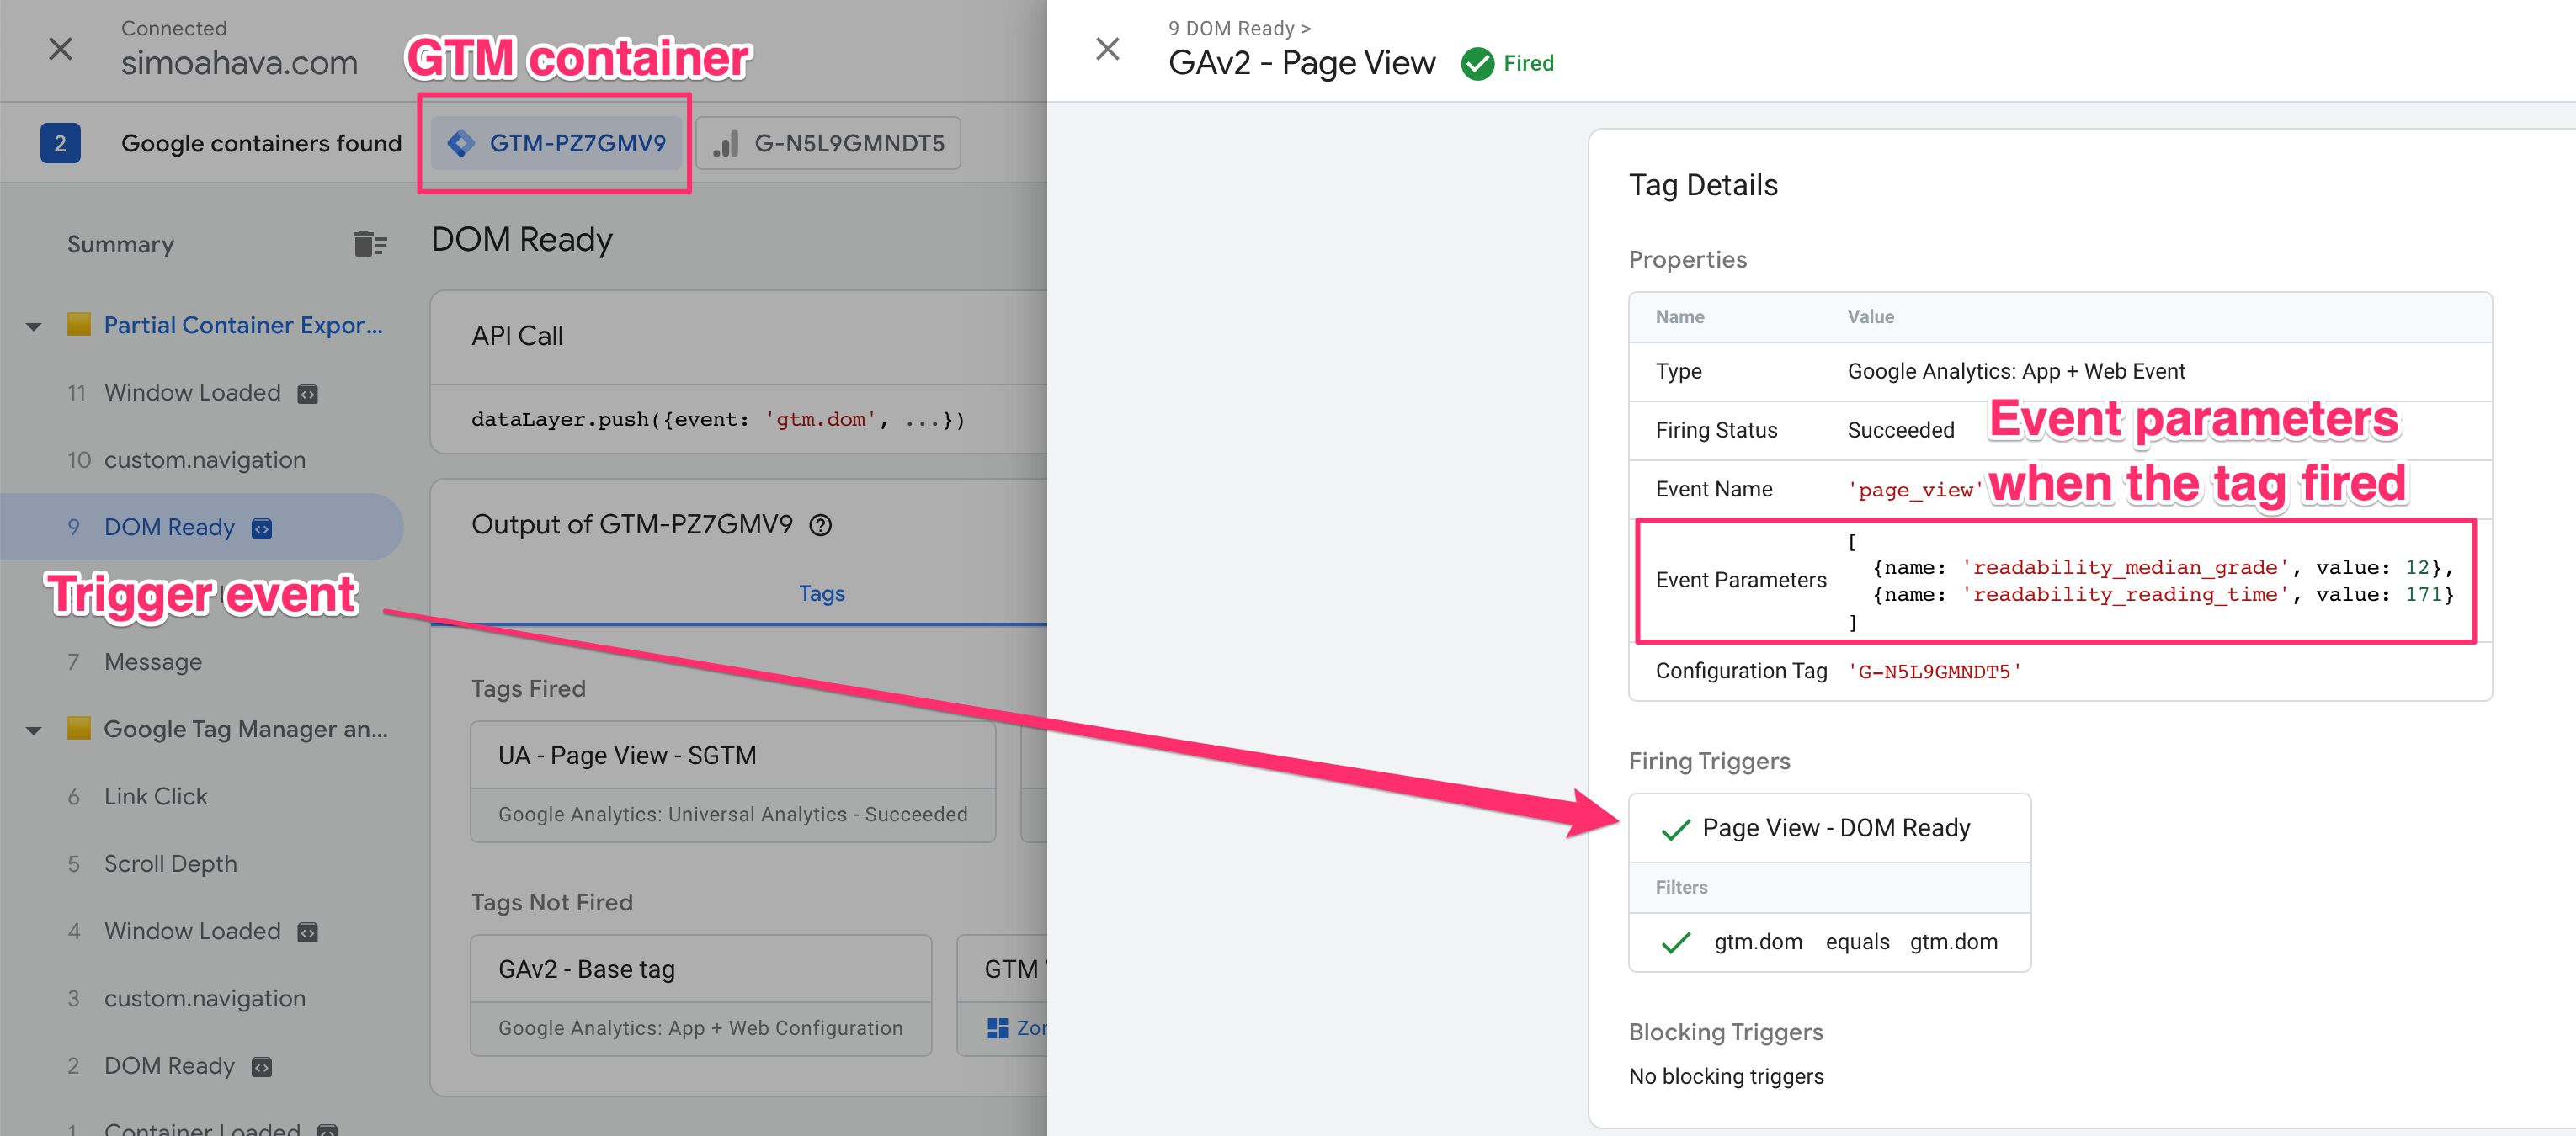 Connected
simoahava.com
GTM container
2
Google containers found
GTM-PZ7GMV9
G-N5L9GMNDT5
Summary
Partial Container Expor...
11 Window Loaded
10 custom.navigation
9 DOM Ready
Trigger event
7 Message
Google Tag Manager an...
6 Link Click
5 Scroll Depth
4 Window Loaded
3 custom.navigation
2 DOM Ready
1 Container Loaded
DOM Ready
API Call
dataLayer.push({event: 'gtm.dom', ...})
Output of GTM-PZ7GMV9
Tags
Tags Fired
UA - Page View - SGTM
Google Analytics: Universal Analytics - Succeeded
Tags Not Fired
GAv2 - Base tag
Google Analytics: App + Web Configuration
GTM
9 DOM Ready >
GAv2 - Page View
Fired
Tag Details
Properties
Name Value
Type Google Analytics: App + Web Event
Firing Status Succeeded
Event Name 'page_view'
Event parameters
when the tag fired
Event Parameters
[
{name: 'readability_median_grade', value: 12},
{name: 'readability_reading_time', value: 171}
]
Configuration Tag 'G-N5L9GMNDT5'
Firing Triggers
Page View - DOM Ready
Filters
gtm.dom equals gtm.dom
Blocking Triggers
No blocking triggers